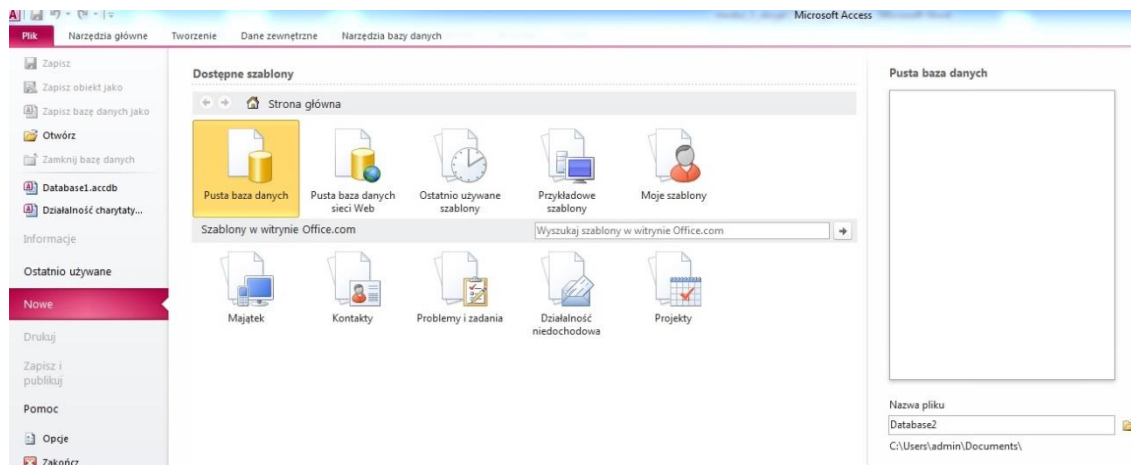 Microsoft Access
Plik Narzędzia główne Tworzenie Dane zewnętrzne Narzędzia bazy danych
Zapisz
Zapisz obiekt jako
Zapisz bazę danych jako
Otwórz
Zamknij bazę danych
Database1.accdb
Działalność charytaty...
Informacje
Ostatnio używane
Nowe
Drukuj
Zapisz i
publikuj
Pomoc
Opcje
Zakończ
Dostępne szablony
Strona główna
Pusta baza danych
Pusta baza danych
sieci Web
Ostatnio używane
szablony
Przykładowe
szablony
Moje szablony
Szablony w witrynie Office.com
Wyszukaj szablony w witrynie Office.com
Majątek
Kontakty
Problemy i zadania
Działalność
niedochodowa
Projekty
Pusta baza danych
Nazwa pliku
Database2
C:\Users\admin\Documents\